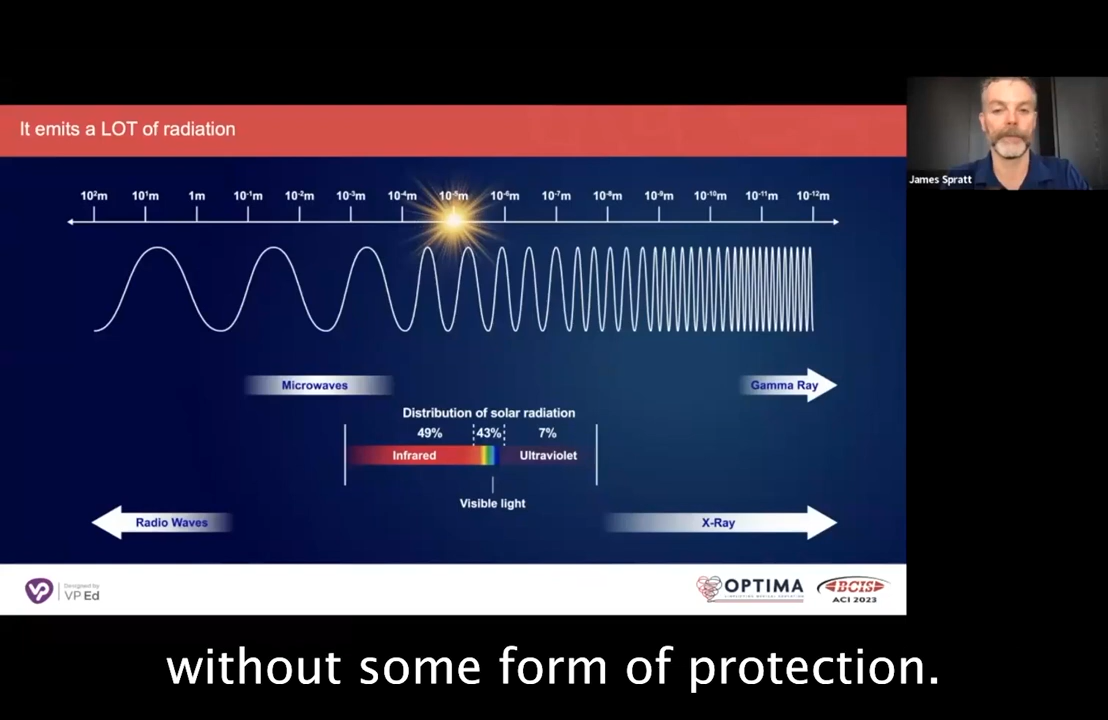 It emits a LOT of radiation
James Spratt
10²m 10¹m 1m 10⁻¹m 10⁻²m 10⁻³m 10⁻⁴m 10⁻⁵m 10⁻⁶m 10⁻⁷m 10⁻⁸m 10⁻⁹m 10⁻¹⁰m 10⁻¹¹m 10⁻¹²m
Microwaves Gamma Ray
Distribution of solar radiation
49% 43% 7%
Infrared Ultraviolet
Visible light
Radio Waves X-Ray
Designed by
VP Ed
VP
OPTIMA
BCIS
ACI 2023
without some form of protection.